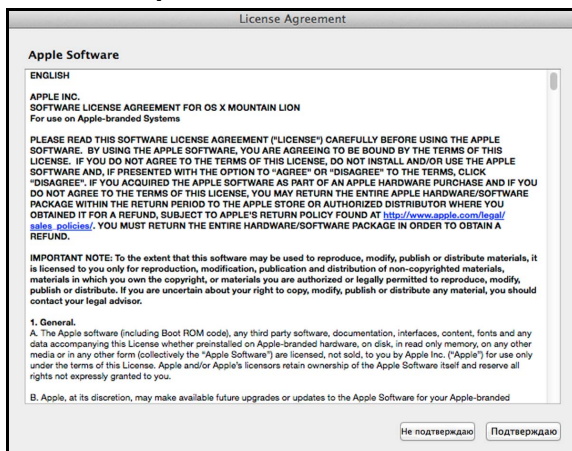 License Agreement
Apple Software
ENGLISH
APPLE INC.
SOFTWARE LICENSE AGREEMENT FOR OS X MOUNTAIN LION
For use on Apple-branded Systems
PLEASE READ THIS SOFTWARE LICENSE AGREEMENT ("LICENSE") CAREFULLY BEFORE USING THE APPLE
SOFTWARE. BY USING THE APPLE SOFTWARE, YOU ARE AGREEING TO BE BOUND BY THE TERMS OF THIS
LICENSE. IF YOU DO NOT AGREE TO THE TERMS OF THIS LICENSE, DO NOT INSTALL AND/OR USE THE APPLE
SOFTWARE AND, IF PRESENTED WITH THE OPTION TO “AGREE” OR “DISAGREE” TO THE TERMS, CLICK
“DISAGREE”. IF YOU ACQUIRED THE APPLE SOFTWARE AS PART OF AN APPLE HARDWARE PURCHASE AND IF YOU
DO NOT AGREE TO THE TERMS OF THIS LICENSE, YOU MAY RETURN THE ENTIRE APPLE HARDWARE/SOFTWARE
PACKAGE WITHIN THE RETURN PERIOD TO THE APPLE STORE OR AUTHORIZED DISTRIBUTOR WHERE YOU
OBTAINED IT FOR A REFUND, SUBJECT TO APPLE'S RETURN POLICY FOUND AT http://www.apple.com/legal/
sales_policies/. YOU MUST RETURN THE ENTIRE HARDWARE/SOFTWARE PACKAGE IN ORDER TO OBTAIN A
REFUND.
IMPORTANT NOTE: To the extent that this software may be used to reproduce, modify, publish or distribute materials, it
is licensed to you only for reproduction, modification, publication and distribution of non-copyrighted materials,
materials in which you own the copyright, or materials you are authorized or legally permitted to reproduce, modify,
publish or distribute. If you are uncertain about your right to copy, modify, publish or distribute any material, you should
contact your legal advisor.
1. General.
A. The Apple software (including Boot ROM code), any third party software, documentation, interfaces, content, fonts and any
data accompanying this License whether preinstalled on Apple-branded hardware, on disk, in read only memory, on any other
media or in any other form (collectively the “Apple Software”) are licensed, not sold, to you by Apple Inc. (“Apple”) for use only
under the terms of this License. Apple and/or Apple's licensors retain ownership of the Apple Software itself and reserve all
rights not expressly granted to you.
B. Apple, at its discretion, may make available future upgrades or updates to the Apple Software for your Apple-branded
Не подтверждаю Подтверждаю